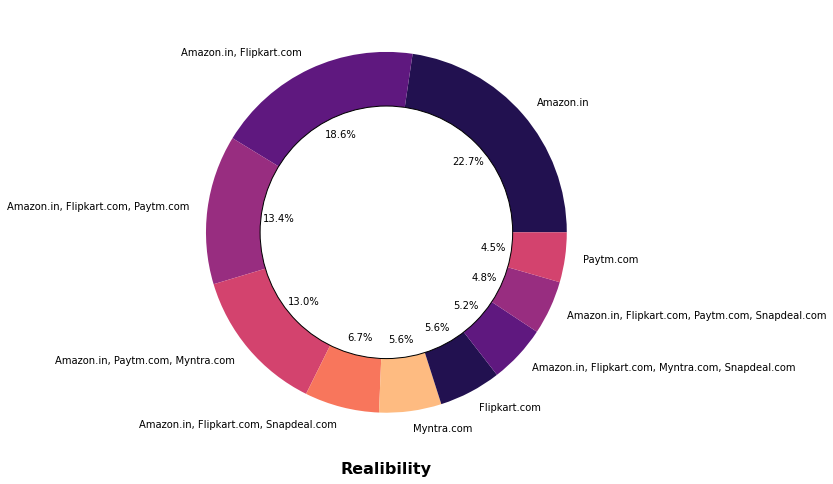 Amazon.in, Flipkart.com
Amazon.in
18.6%
22.7%
Amazon.in, Flipkart.com, Paytm.com
13.4%
4.5%
Paytm.com
4.8%
13.0%
5.2%
Amazon.in, Flipkart.com, Paytm.com, Snapdeal.com
5.6%
6.7%
5.6%
Amazon.in, Paytm.com, Myntra.com
Amazon.in, Flipkart.com, Myntra.com, Snapdeal.com
Flipkart.com
Amazon.in, Flipkart.com, Snapdeal.com
Myntra.com
Realibility